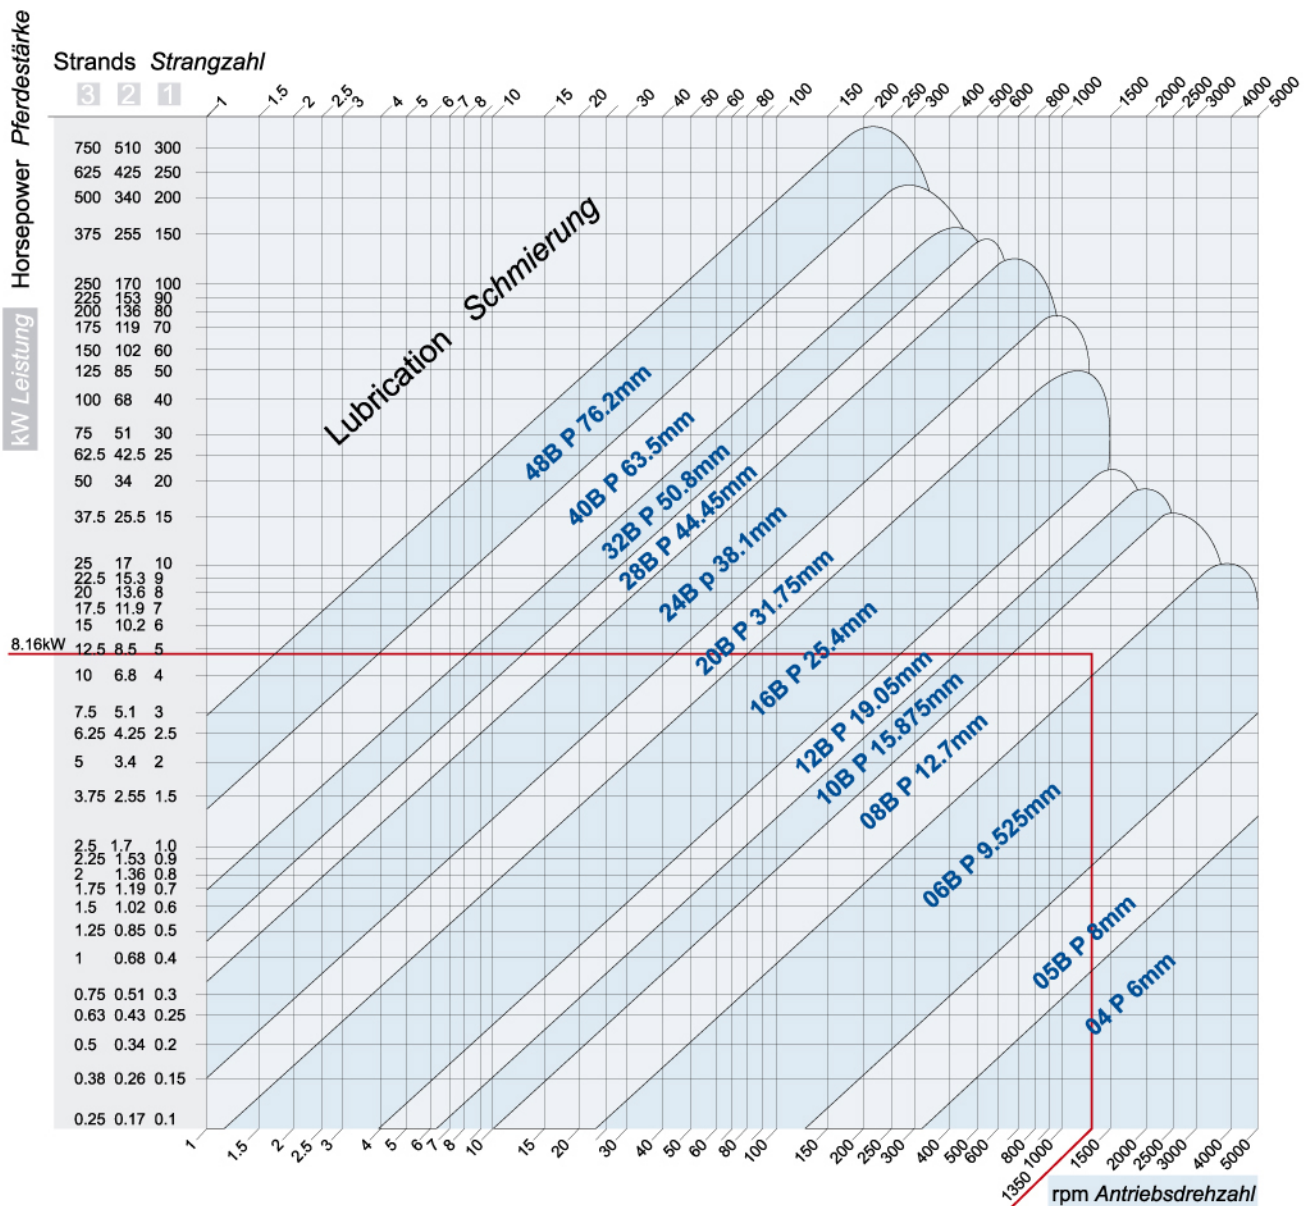 Horsepower Pferdestärke
kW Leistung
Strands Strangzahl
3 2 1
1 1.5 2 2.5 3 4 5 6 7 8 10 15 20 30 40 50 60 80 100 150 200 250 300 400 500 600 800 1000 1500 2000 2500 3000 4000 5000
750 510 300
625 425 250
500 340 200
375 255 150
250 170 100
225 153 90
200 136 80
175 119 70
150 102 60
125 85 50
100 68 40
75 51 30
62.5 42.5 25
50 34 20
37.5 25.5 15
25 17 10
22.5 15.3 9
20 13.6 8
17.5 11.9 7
15 10.2 6
8.16kW
12.5 8.5 5
10 6.8 4
7.5 5.1 3
6.25 4.25 2.5
5 3.4 2
3.75 2.55 1.5
2.5 1.7 1.0
2.25 1.53 0.9
2 1.36 0.8
1.75 1.19 0.7
1.5 1.02 0.6
1.25 0.85 0.5
1 0.68 0.4
0.75 0.51 0.3
0.63 0.43 0.25
0.5 0.34 0.2
0.38 0.26 0.15
0.25 0.17 0.1
Lubrication Schmierung
48B P 76.2mm
40B P 63.5mm
32B P 50.8mm
28B P 44.45mm
24B p 38.1mm
20B P 31.75mm
16B P 25.4mm
12B P 19.05mm
10B P 15.875mm
08B P 12.7mm
06B P 9.525mm
05B P 8mm
04 P 6mm
1 1.5 2 2.5 3 4 5 6 7 8 10 15 20 30 40 50 60 80 100 150 200 300 400 500 600 800 1000 1500 2000 2500 3000 4000 5000
1350
rpm Antriebsdrehzahl